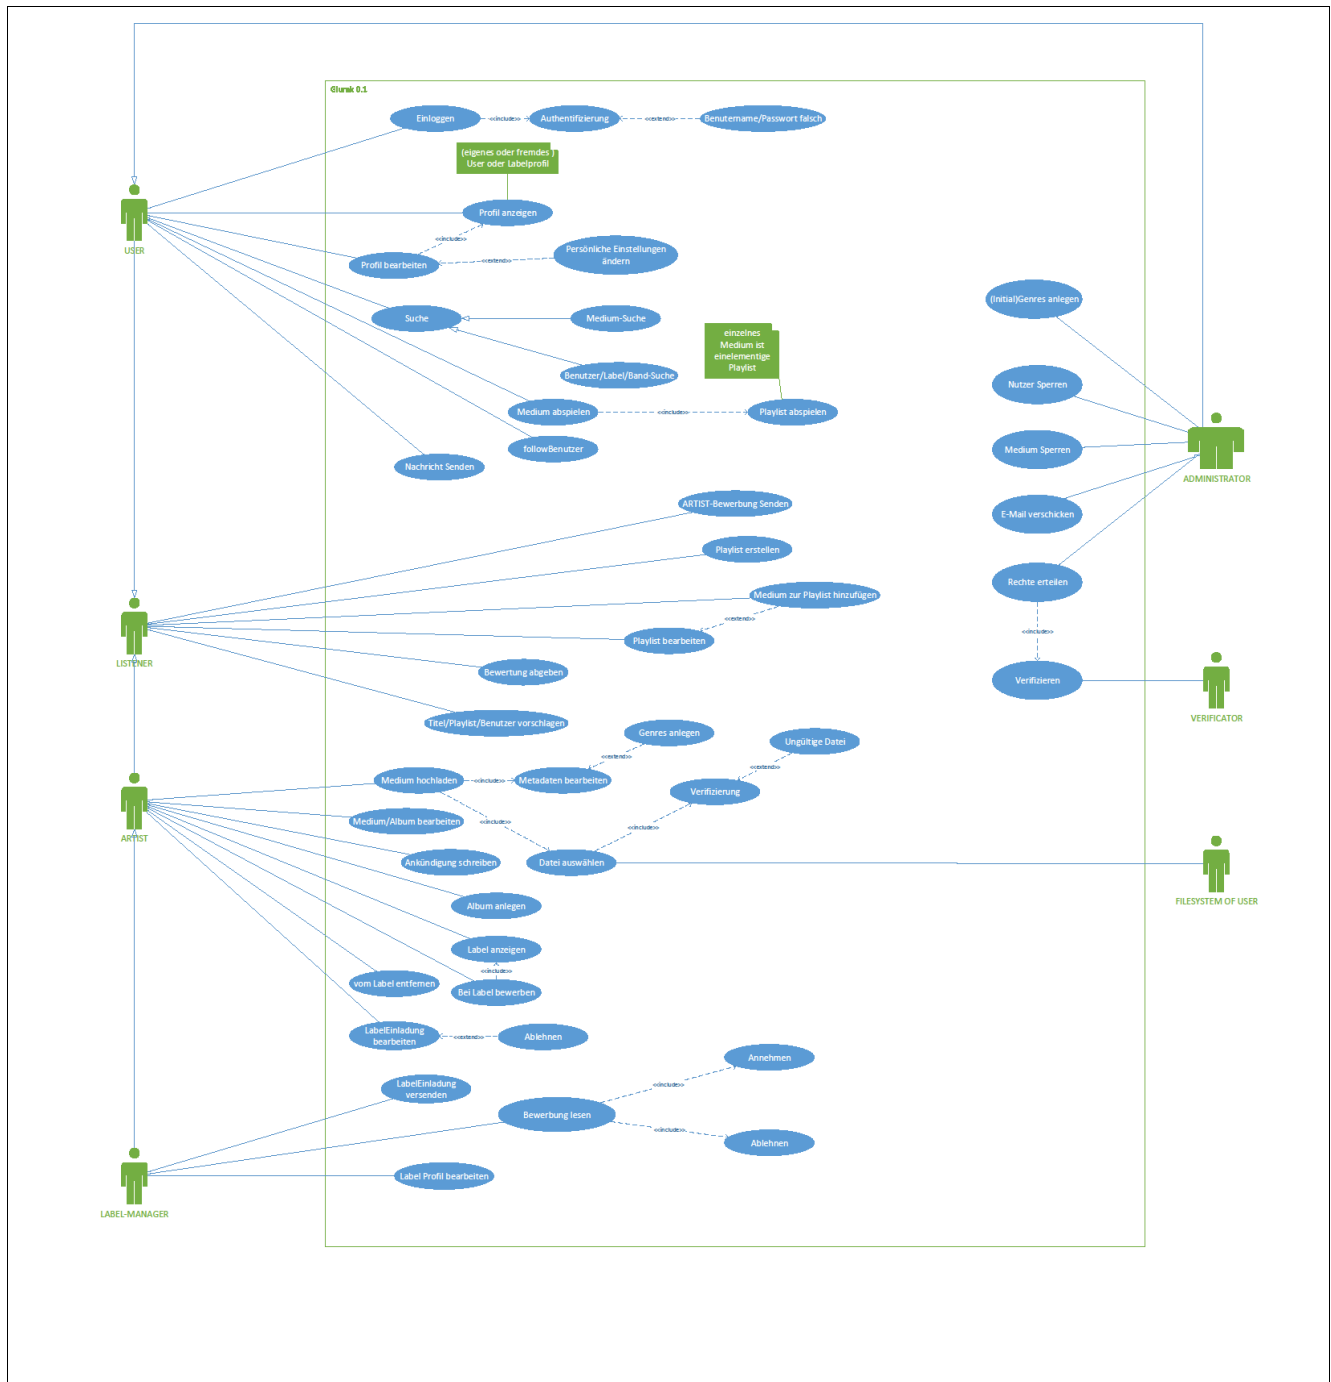 Glurak 0.1
Einloggen
<<include>>
Authentifizierung
<<extend>>
Benutername/Passwort falsch
(eigenes oder fremdes )
User oder Labelprofil
Profil anzeigen
USER
<<include>>
Persönliche Einstellungen
ändern
Profil bearbeiten
<<extend>>
(Initial)Genres anlegen
Suche
Medium-Suche
einzelnes
Medium ist
einelementige
Playlist
Benutzer/Label/Band-Suche
Nutzer Sperren
Medium abspielen
<<include>>
Playlist abspielen
followBenutzer
Medium Sperren
Nachricht Senden
ADMINISTRATOR
ARTIST-Bewerbung Senden
E-Mail verschicken
Playlist erstellen
Rechte erteilen
Medium zur Playlist hinzufügen
<<extend>>
<<include>>
Playlist bearbeiten
LISTENER
Bewertung abgeben
Verifizieren
VERIFICATOR
Titel/Playlist/Benutzer vorschlagen
Genres anlegen
Ungültige Datei
<<extend>>
<<extend>>
Medium hochladen
<<include>>
Metadaten bearbeiten
Verifizierung
Medium/Album bearbeiten
<<include>>
<<include>>
ARTIST
Ankündigung schreiben
Datei auswählen
FILESYSTEM OF USER
Album anlegen
Label anzeigen
<<include>>
vom Label entfernen
Bei Label bewerben
LabelEinladung
bearbeiten
<<extend>>
Ablehnen
Annehmen
LabelEinladung
versenden
<<include>>
Bewerbung lesen
<<include>>
Ablehnen
Label Profil bearbeiten
LABEL-MANAGER